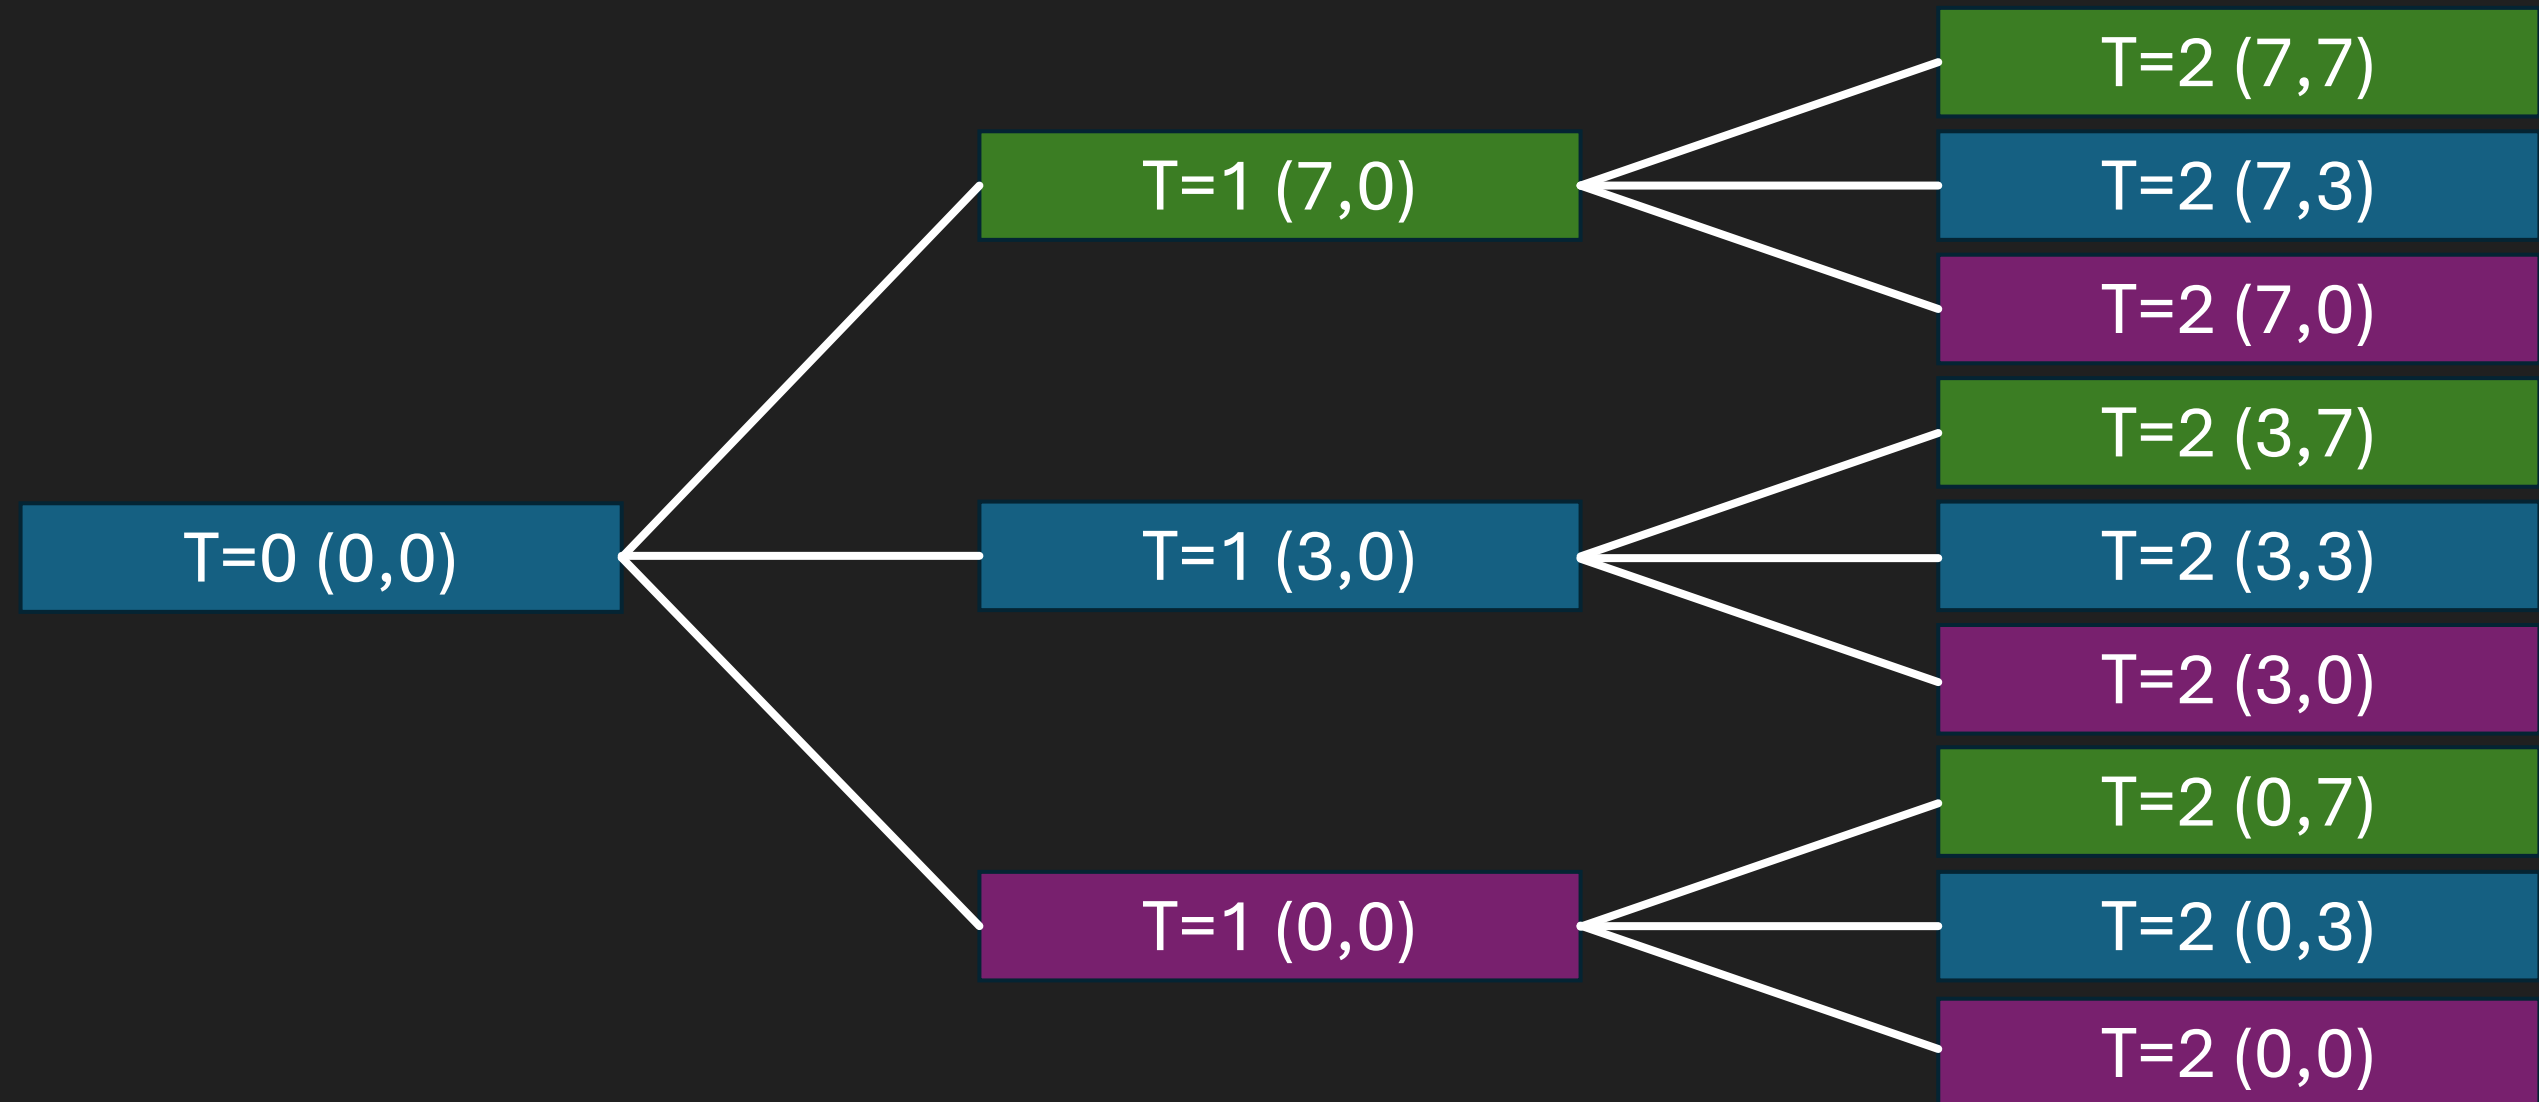 T=0 (0,0)
T=1 (7,0)
T=1 (3,0)
T=1 (0,0)
T=2 (7,7)
T=2 (7,3)
T=2 (7,0)
T=2 (3,7)
T=2 (3,3)
T=2 (3,0)
T=2 (0,7)
T=2 (0,3)
T=2 (0,0)